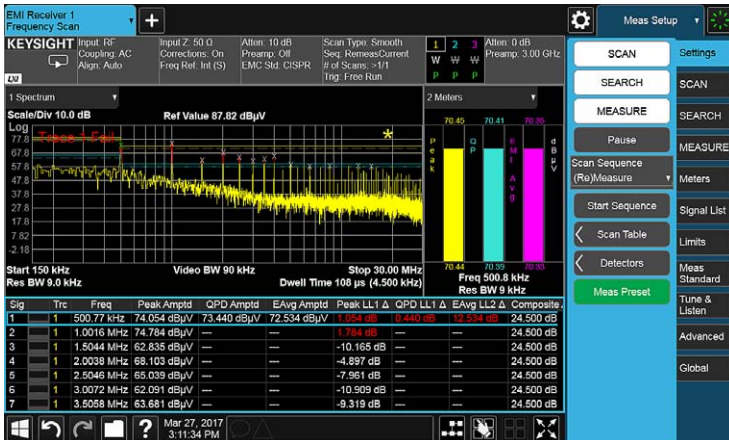 EMI Receiver 1
Frequency Scan
Meas Setup
KEYSIGHT
Input: RF
Coupling: AC
Align: Auto
Input Z: 50 Ω
Corrections: On
Freq Ref: Int (S)
Atten: 10 dB
Preamp: Off
EMC Std: CISPR
Scan Type: Smooth
Seq: RemeasCurrent
# of Scans: >1/1
Trig: Free Run
1 2 3
W W W
P P P
Atten: 0 dB
Preamp: 3.00 GHz
LXI
1 Spectrum
Scale/Div 10.0 dB
Ref Value 87.82 dBµV
Log
Trace 1 Fail
77.8
67.8
57.8
47.8
37.8
27.8
17.8
7.82
-2.18
Start 150 kHz
Res BW 9.0 kHz
Video BW 90 kHz
Stop 30.00 MHz
Dwell Time 108 µs (4.500 kHz)
2 Meters
70.45 70.41 70.35
Peak
QP
EMI Avg
dBµV
70.44 70.39 70.33
Freq 500.8 kHz
Res BW 9 kHz
Sig Trc Freq Peak Amptd QPD Amptd EAvg Amptd Peak LL1 Δ QPD LL1 Δ EAvg LL2 Δ Composite
1 1 500.77 kHz 74.054 dBµV 73.440 dBµV 72.534 dBµV 1.054 dB 0.440 dB 12.534 dB 24.500 dB
2 1 1.0016 MHz 74.784 dBµV --- --- 1.784 dB --- --- 24.500 dB
3 1 1.5044 MHz 62.835 dBµV --- --- -10.165 dB --- --- 24.500 dB
4 1 2.0038 MHz 68.103 dBµV --- --- -4.897 dB --- --- 24.500 dB
5 1 2.5046 MHz 65.039 dBµV --- --- -7.961 dB --- --- 24.500 dB
6 1 3.0072 MHz 62.091 dBµV --- --- -10.909 dB --- --- 24.500 dB
7 1 3.5058 MHz 63.681 dBµV --- --- -9.319 dB --- --- 24.500 dB
SCAN
SEARCH
MEASURE
Pause
Scan Sequence
(Re)Measure
Start Sequence
Scan Table
Detectors
Meas Preset
Settings
SCAN
SEARCH
MEASURE
Meters
Signal List
Limits
Meas
Standard
Tune &
Listen
Advanced
Global
?
Mar 27, 2017
3:11:34 PM